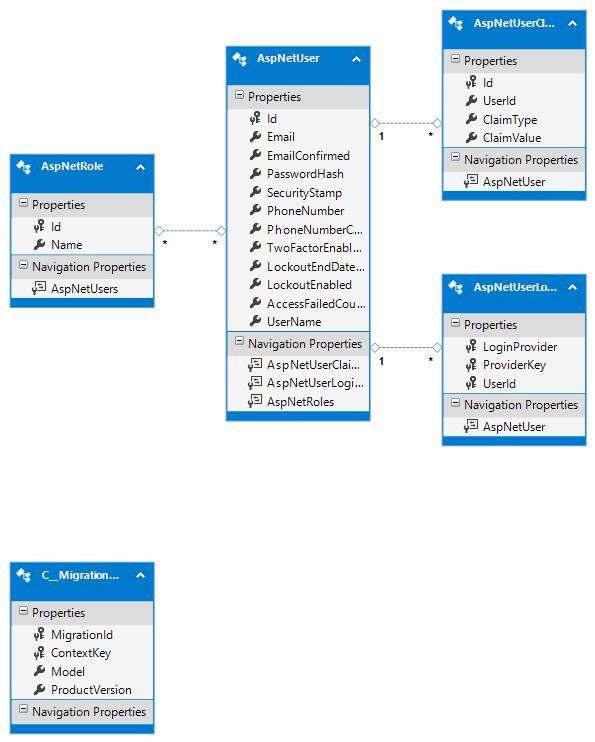 AspNetRole
Properties
Id
Name
Navigation Properties
AspNetUsers
*
*
AspNetUser
Properties
Id
Email
EmailConfirmed
PasswordHash
SecurityStamp
PhoneNumber
PhoneNumberC...
TwoFactorEnabl...
LockoutEndDate...
LockoutEnabled
AccessFailedCou...
UserName
Navigation Properties
AspNetUserClai...
AspNetUserLogi...
AspNetRoles
1
*
1
*
AspNetUserCl...
Properties
Id
UserId
ClaimType
ClaimValue
Navigation Properties
AspNetUser
AspNetUserLo...
Properties
LoginProvider
ProviderKey
UserId
Navigation Properties
AspNetUser
C__Migration...
Properties
MigrationId
ContextKey
Model
ProductVersion
Navigation Properties